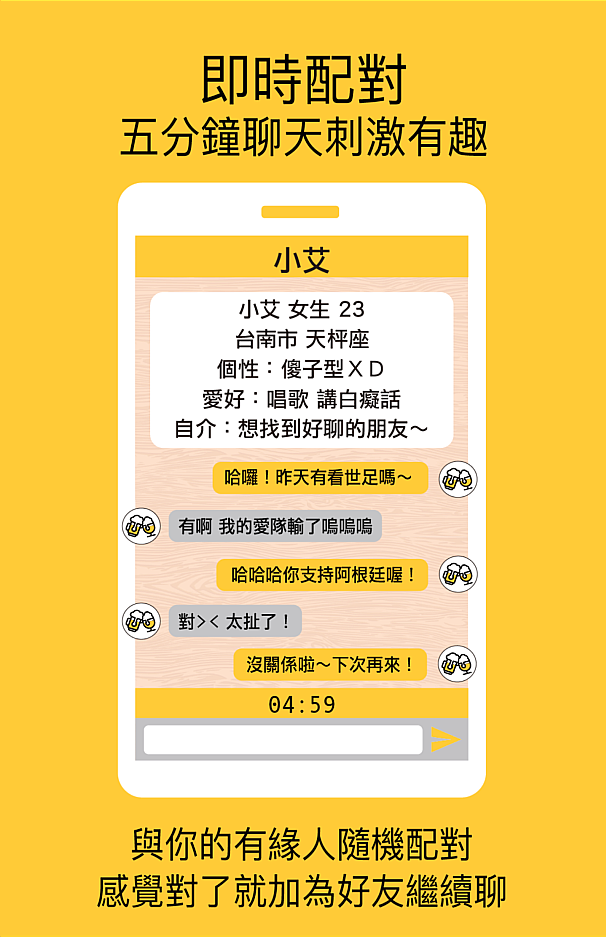 即時配對
五分鐘聊天刺激有趣
小艾
小艾 女生 23
台南市 天枰座
個性：傻子型ＸＤ
愛好：唱歌 講白癡話
自介：想找到好聊的朋友～
哈囉！昨天有看世足嗎～
有啊 我的愛隊輸了嗚嗚嗚
哈哈哈你支持阿根廷喔！
對>< 太扯了！
沒關係啦～下次再來！
04:59
與你的有緣人隨機配對
感覺對了就加為好友繼續聊